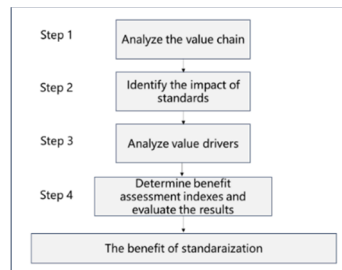 Step 1
Analyze the value chain
Step 2
Identify the impact of
standards
Step 3
Analyze value drivers
Step 4
Determine benefit
assessment indexes and
evaluate the results
The benefit of standaraization